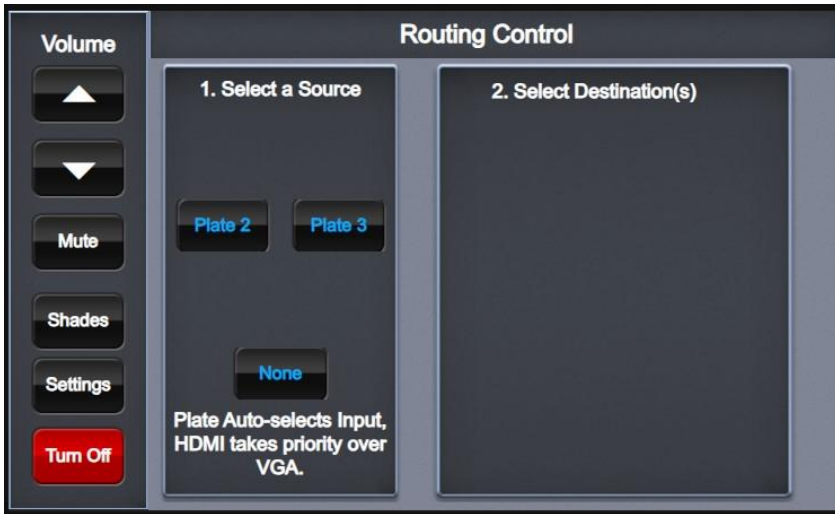 Volume
Mute
Shades
Settings
Turn Off
Routing Control
1. Select a Source
Plate 2
Plate 3
None
Plate Auto-selects Input,
HDMI takes priority over
VGA.
2. Select Destination(s)